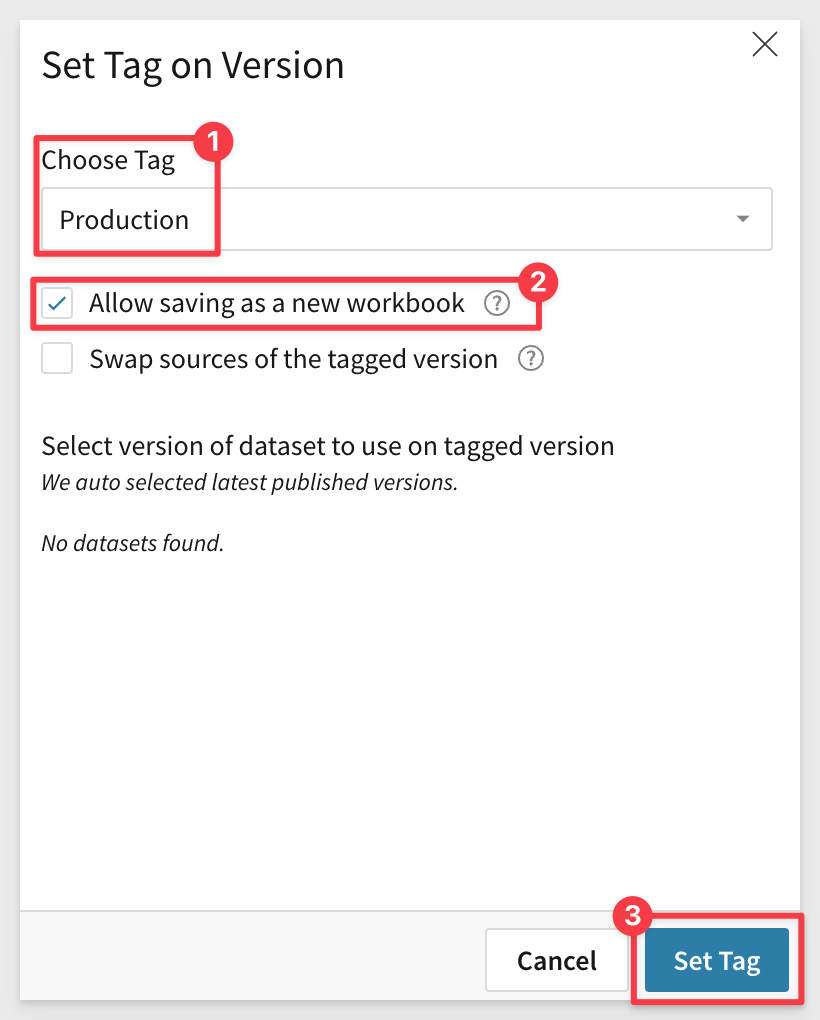 Set Tag on Version
1
Choose Tag
Production
2
Allow saving as a new workbook ?
Swap sources of the tagged version ?
Select version of dataset to use on tagged version
We auto selected latest published versions.
No datasets found.
3
Cancel
Set Tag